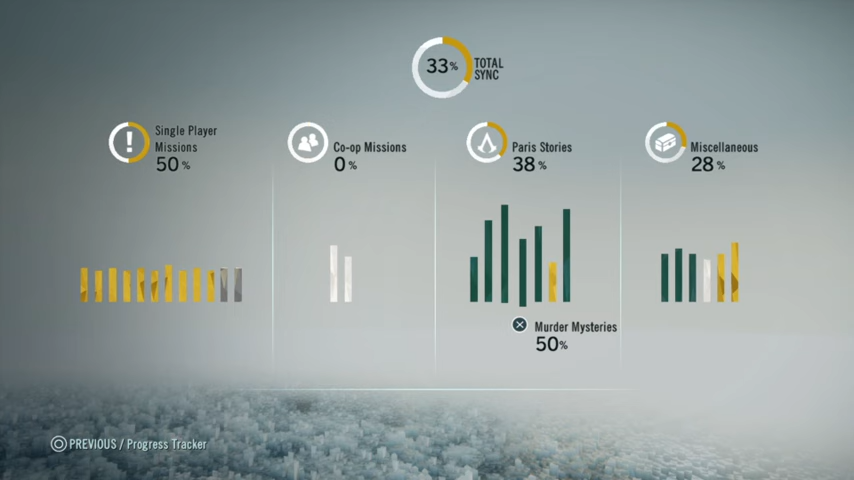 33%
TOTAL
SYNC
Single Player
Missions
50%
Co-op Missions
0%
Paris Stories
38%
Miscellaneous
28%
Murder Mysteries
50%
PREVIOUS / Progress Tracker